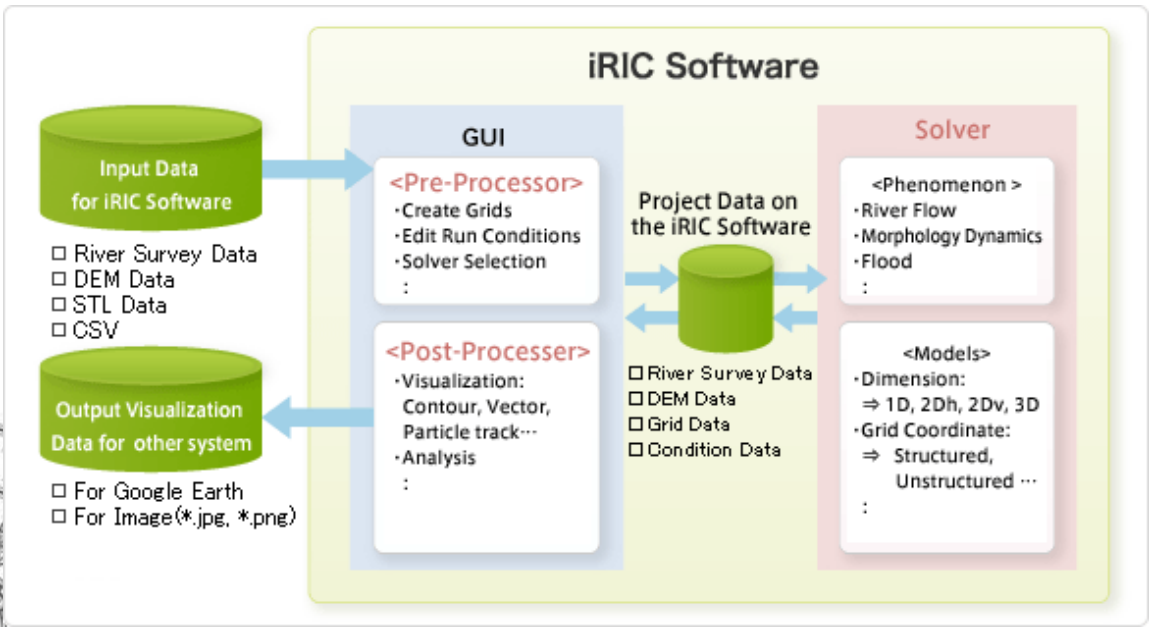 iRIC Software
Input Data
for iRIC Software
□ River Survey Data
□ DEM Data
□ STL Data
□ CSV
Output Visualization
Data for other system
□ For Google Earth
□ For Image(*.jpg, *.png)
GUI
<Pre-Processor>
・Create Grids
・Edit Run Conditions
・Solver Selection
:
<Post-Processer>
・Visualization:
Contour, Vector,
Particle track…
・Analysis
:
Project Data on
the iRIC Software
□ River Survey Data
□ DEM Data
□ Grid Data
□ Condition Data
Solver
<Phenomenon >
・River Flow
・Morphology Dynamics
・Flood
:
<Models>
・Dimension:
⇒ 1D, 2Dh, 2Dv, 3D
・Grid Coordinate:
⇒ Structured,
Unstructured …
: